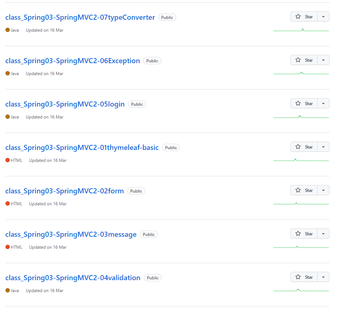 class_Spring03-SpringMVC2-07typeConverter Public
Star
Java Updated on 16 Mar
class_Spring03-SpringMVC2-06Exception Public
Star
Java Updated on 16 Mar
class_Spring03-SpringMVC2-05login Public
Star
Java Updated on 16 Mar
class_Spring03-SpringMVC2-01thymeleaf-basic Public
Star
HTML Updated on 16 Mar
class_Spring03-SpringMVC2-02form Public
Star
HTML Updated on 16 Mar
class_Spring03-SpringMVC2-03message Public
Star
HTML Updated on 16 Mar
class_Spring03-SpringMVC2-04validation Public
Star
Java Updated on 16 Mar